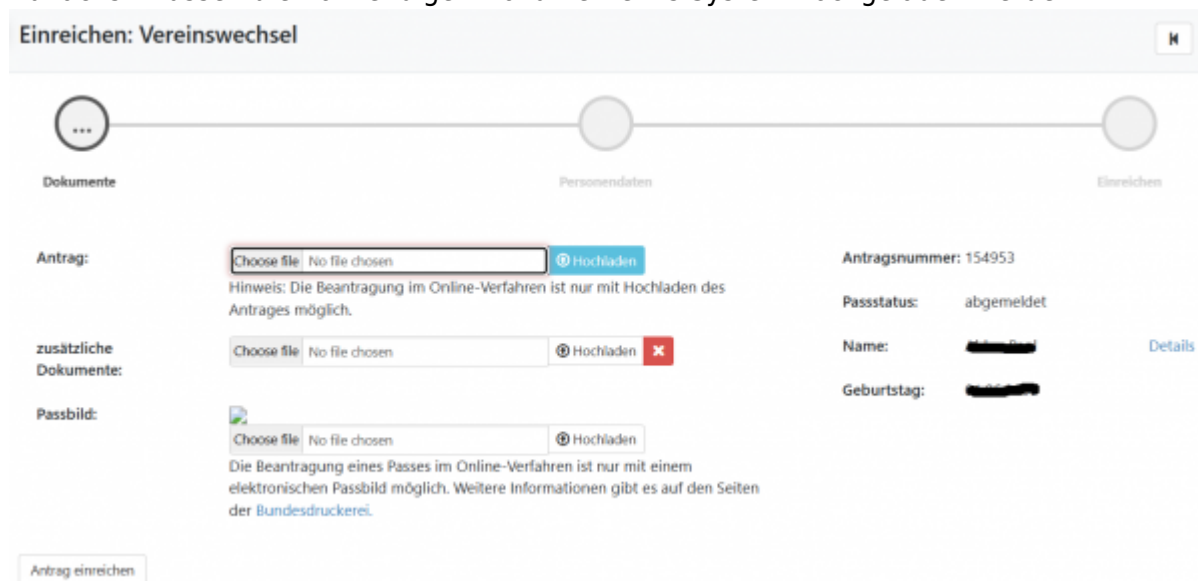 Einreichen: Vereinswechsel
...
Dokumente
Personendaten
Einreichen
Antrag:
Choose file No file chosen
Hochladen
Hinweis: Die Beantragung im Online-Verfahren ist nur mit Hochladen des
Antrages möglich.
zusätzliche
Dokumente:
Choose file No file chosen
Hochladen
Passbild:
Choose file No file chosen
Hochladen
Die Beantragung eines Passes im Online-Verfahren ist nur mit einem
elektronischen Passbild möglich. Weitere Informationen gibt es auf den Seiten
der Bundesdruckerei.
Antragsnummer: 154953
Passstatus: abgemeldet
Name:
Details
Geburtstag:
Antrag einreichen